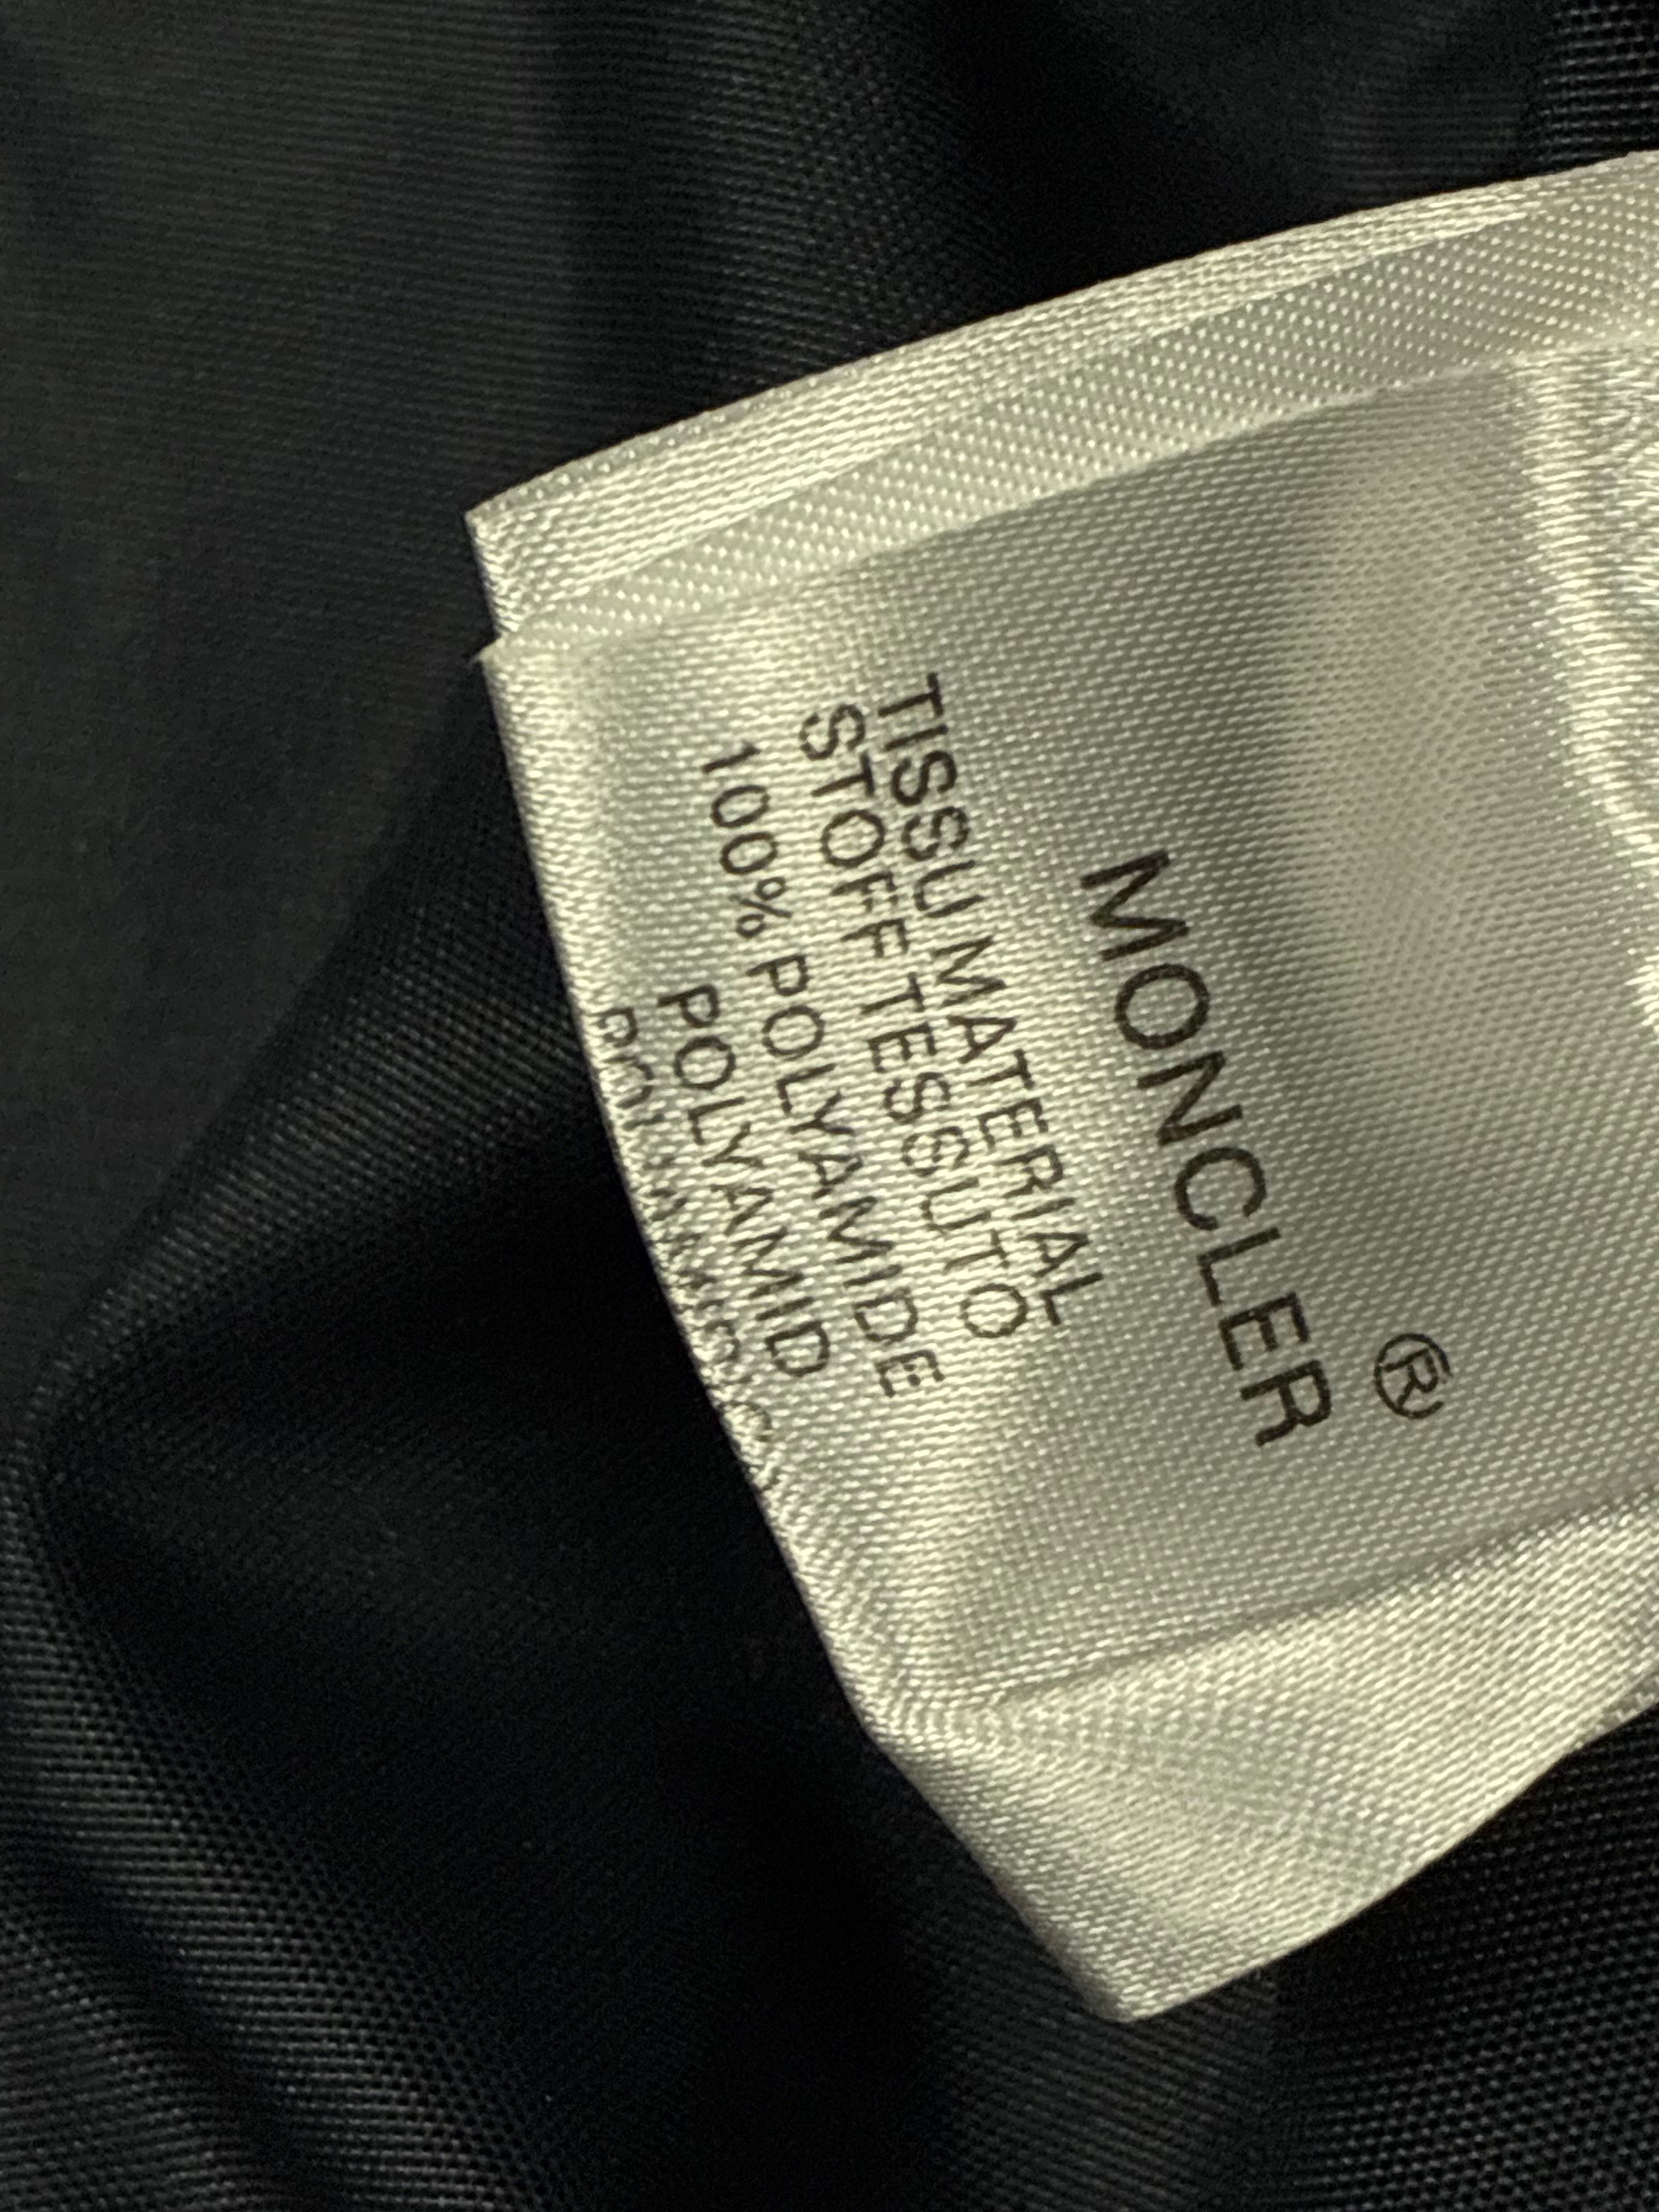 ®
MONCLER
TISSU MATERIAL
STOFF TESSUTO
100% POLYAMIDE
POLYAMID